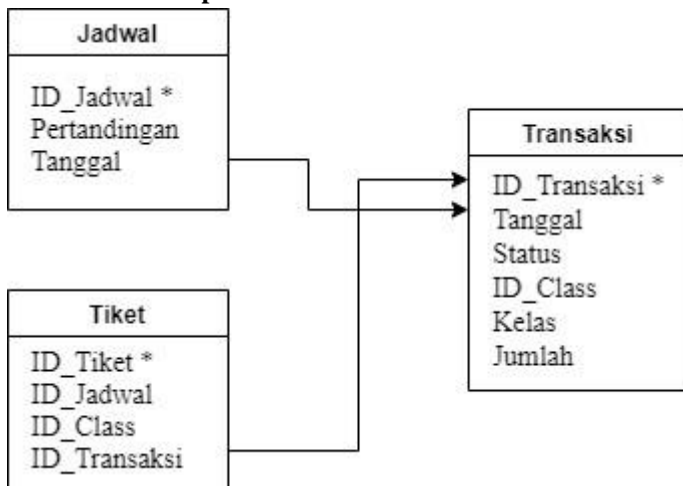 Jadwal
ID_Jadwal *
Pertandingan
Tanggal
Transaksi
ID_Transaksi *
Tanggal
Status
ID_Class
Kelas
Jumlah
Tiket
ID_Tiket *
ID_Jadwal
ID_Class
ID_Transaksi